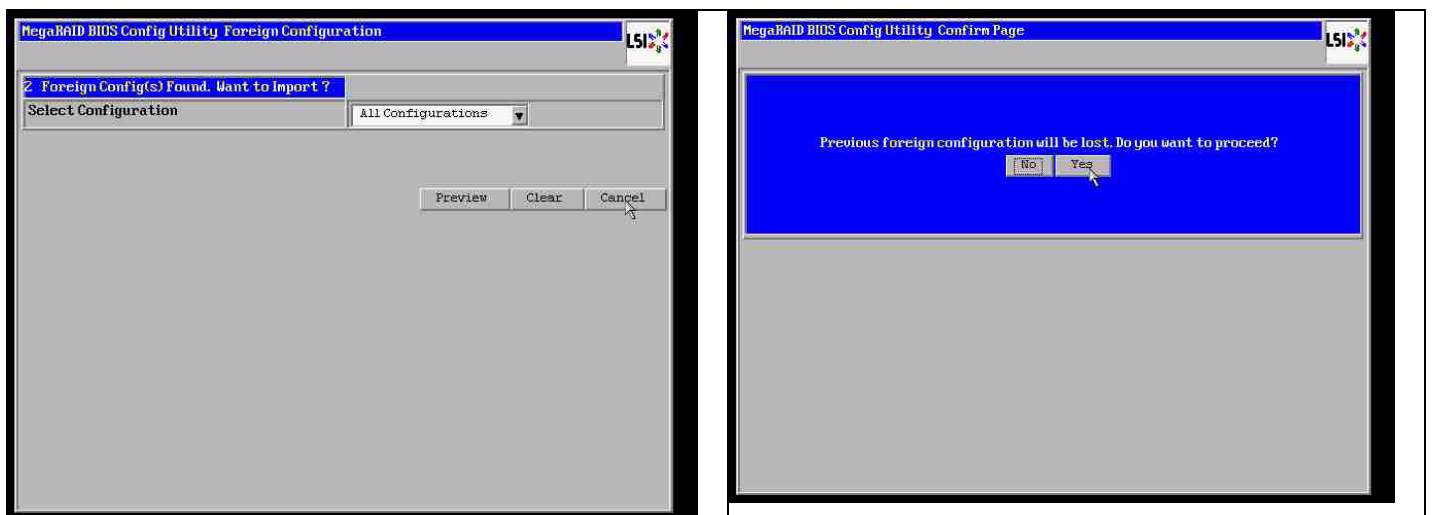 MegaRAID BIOS Config Utility Foreign Configuration
LSI
2 Foreign Config(s) Found. Want to Import ?
Select Configuration
All Configurations
Preview
Clear
Cancel
MegaRAID BIOS Config Utility Confirm Page
LSI
Previous foreign configuration will be lost. Do you want to proceed?
No
Yes